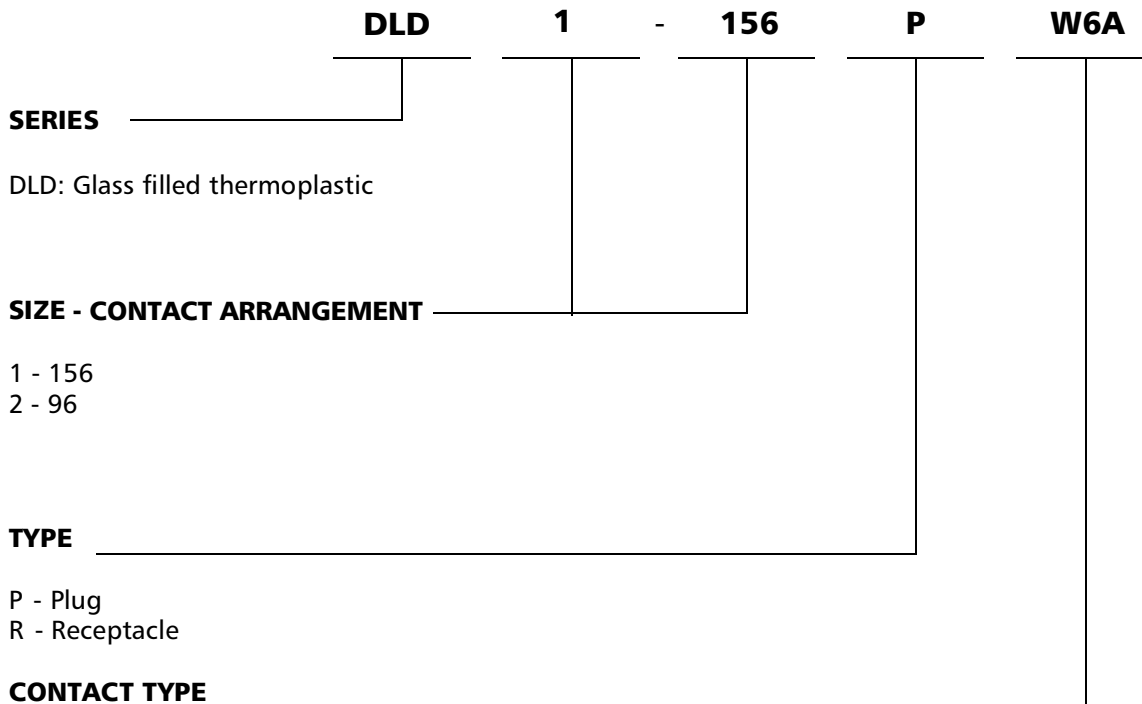 DLD 1 - 156 P W6A
SERIES
DLD: Glass filled thermoplastic
SIZE - CONTACT ARRANGEMENT
1 - 156
2 - 96
TYPE
P - Plug
R - Receptacle
CONTACT TYPE